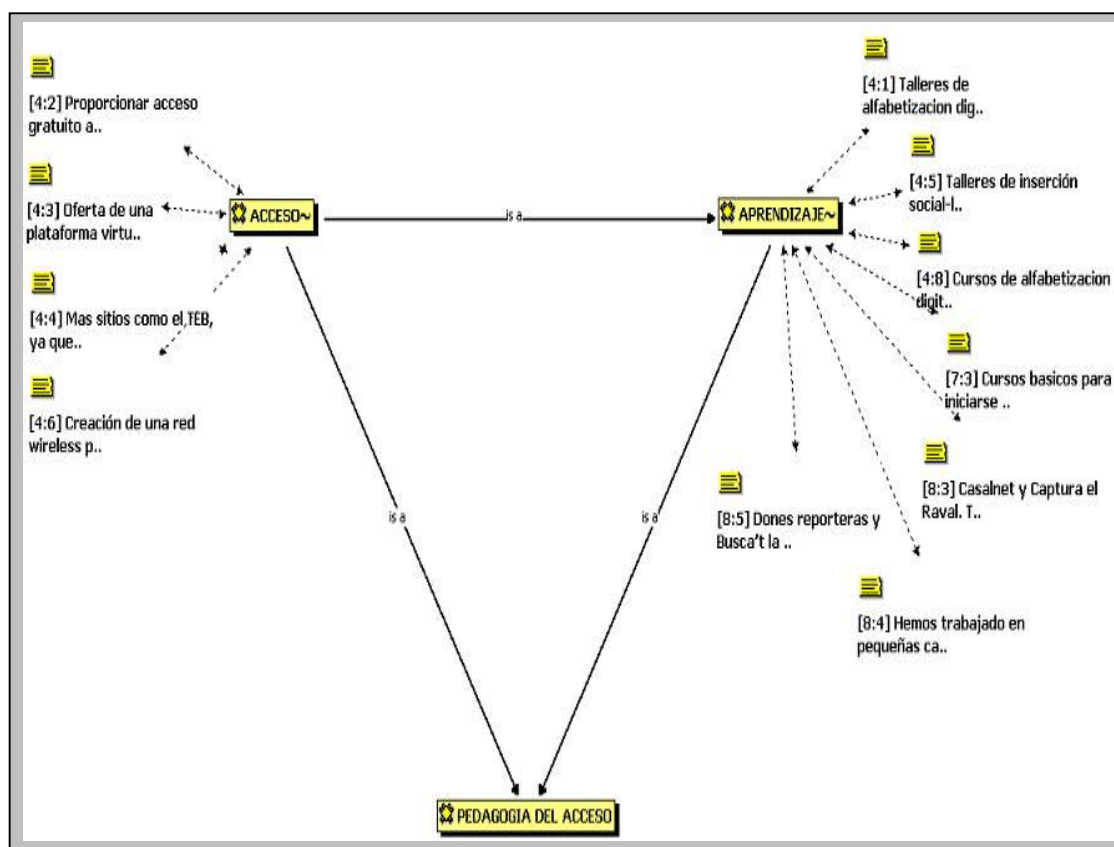 [4:2] Proporcionar acceso
gratuito a..
[4:3] Oferta de una
plataforma virtu..
[4:4] Mas sitios como el TEB,
ya que..
[4:6] Creación de una red
wireless p..
ACCESO~
is a
APRENDIZAJE~
[4:1] Talleres de
alfabetizacion dig..
[4:5] Talleres de inserción
social-l..
[4:8] Cursos de alfabetizacion
digit..
[7:3] Cursos basicos para
iniciarse ..
[8:3] Casalnet y Captura el
Raval. T..
[8:5] Dones reporteras y
Busca't la ..
[8:4] Hemos trabajado en
pequeñas ca..
is a
is a
PEDAGOGIA DEL ACCESO